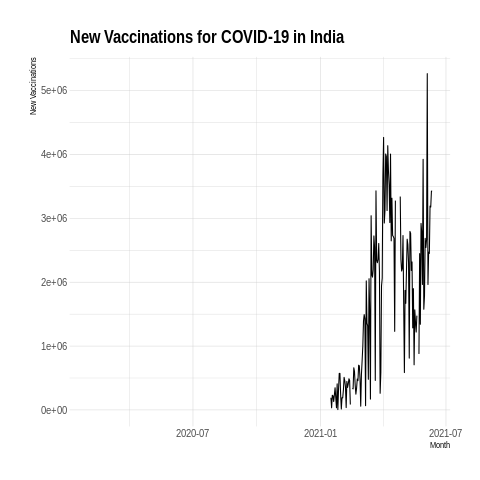 New Vaccinations for COVID-19 in India
New Vaccinations
5e+06
4e+06
3e+06
2e+06
1e+06
0e+00
2020-07
2021-01
2021-07
Month